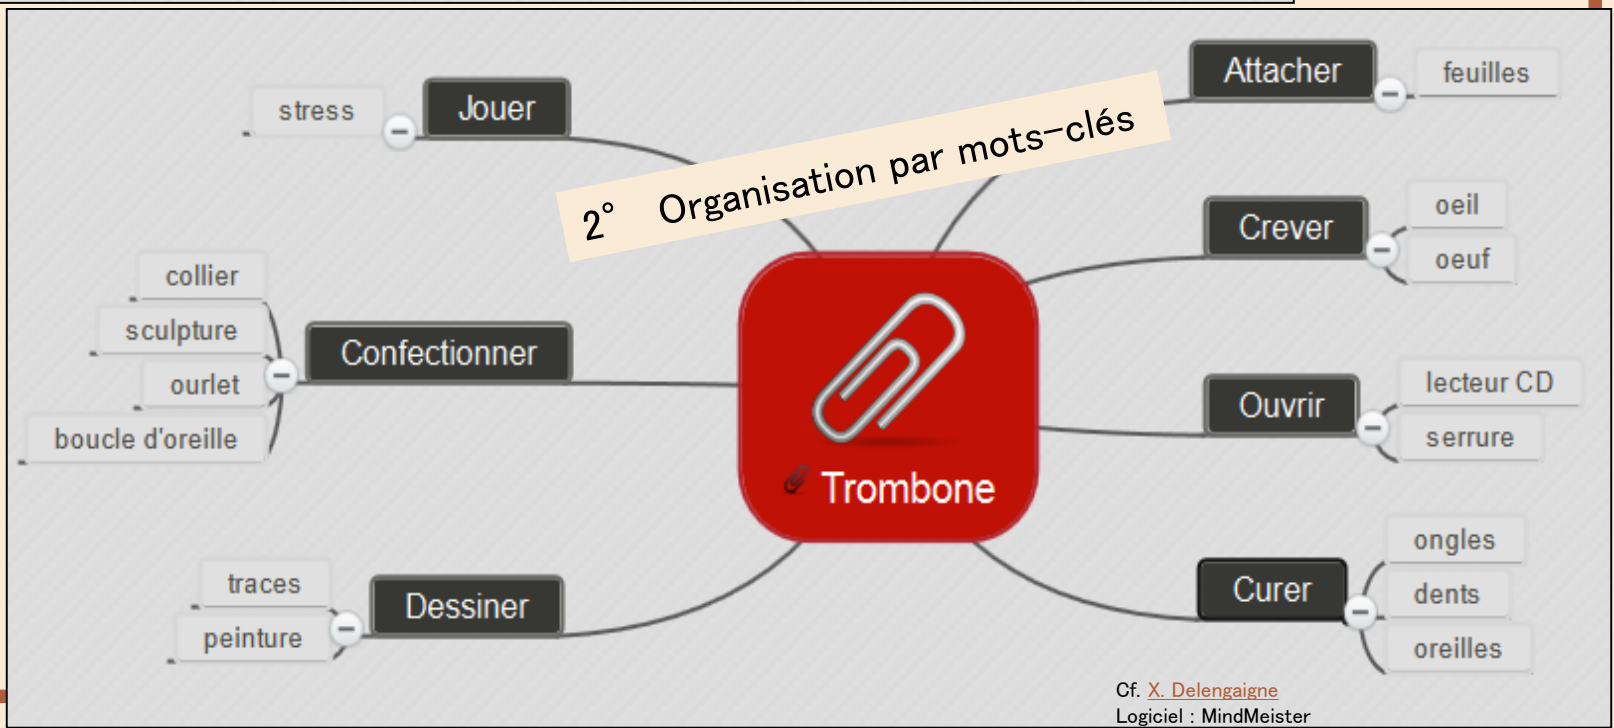 2° Organisation par mots-clés
Trombone
Attacher
feuilles
Crever
oeil
oeuf
Ouvrir
lecteur CD
serrure
Curer
ongles
dents
oreilles
Jouer
stress
Confectionner
collier
sculpture
ourlet
boucle d'oreille
Dessiner
traces
peinture
Cf. X. Delengaigne
Logiciel : MindMeister